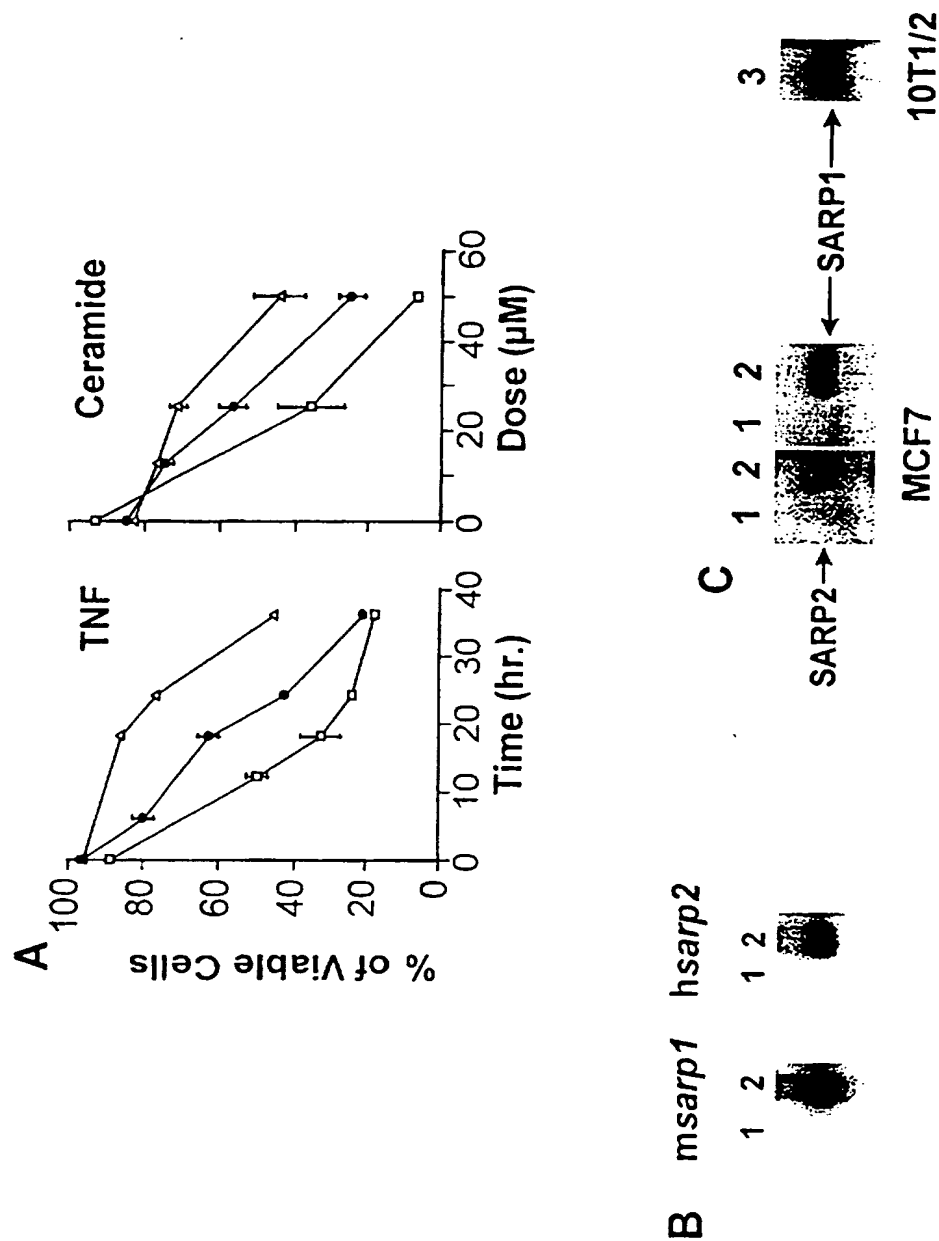 A
TNF
Ceramide
% of Viable Cells
100
80
60
40
20
0
0 10 20 30 40
0 20 40 60
Time (hr.)
Dose (µM)
B
msarp1 hsarp2
1 2 1 2
C
1 2 1 2 3
SARP2 SARP1
MCF7 10T1/2